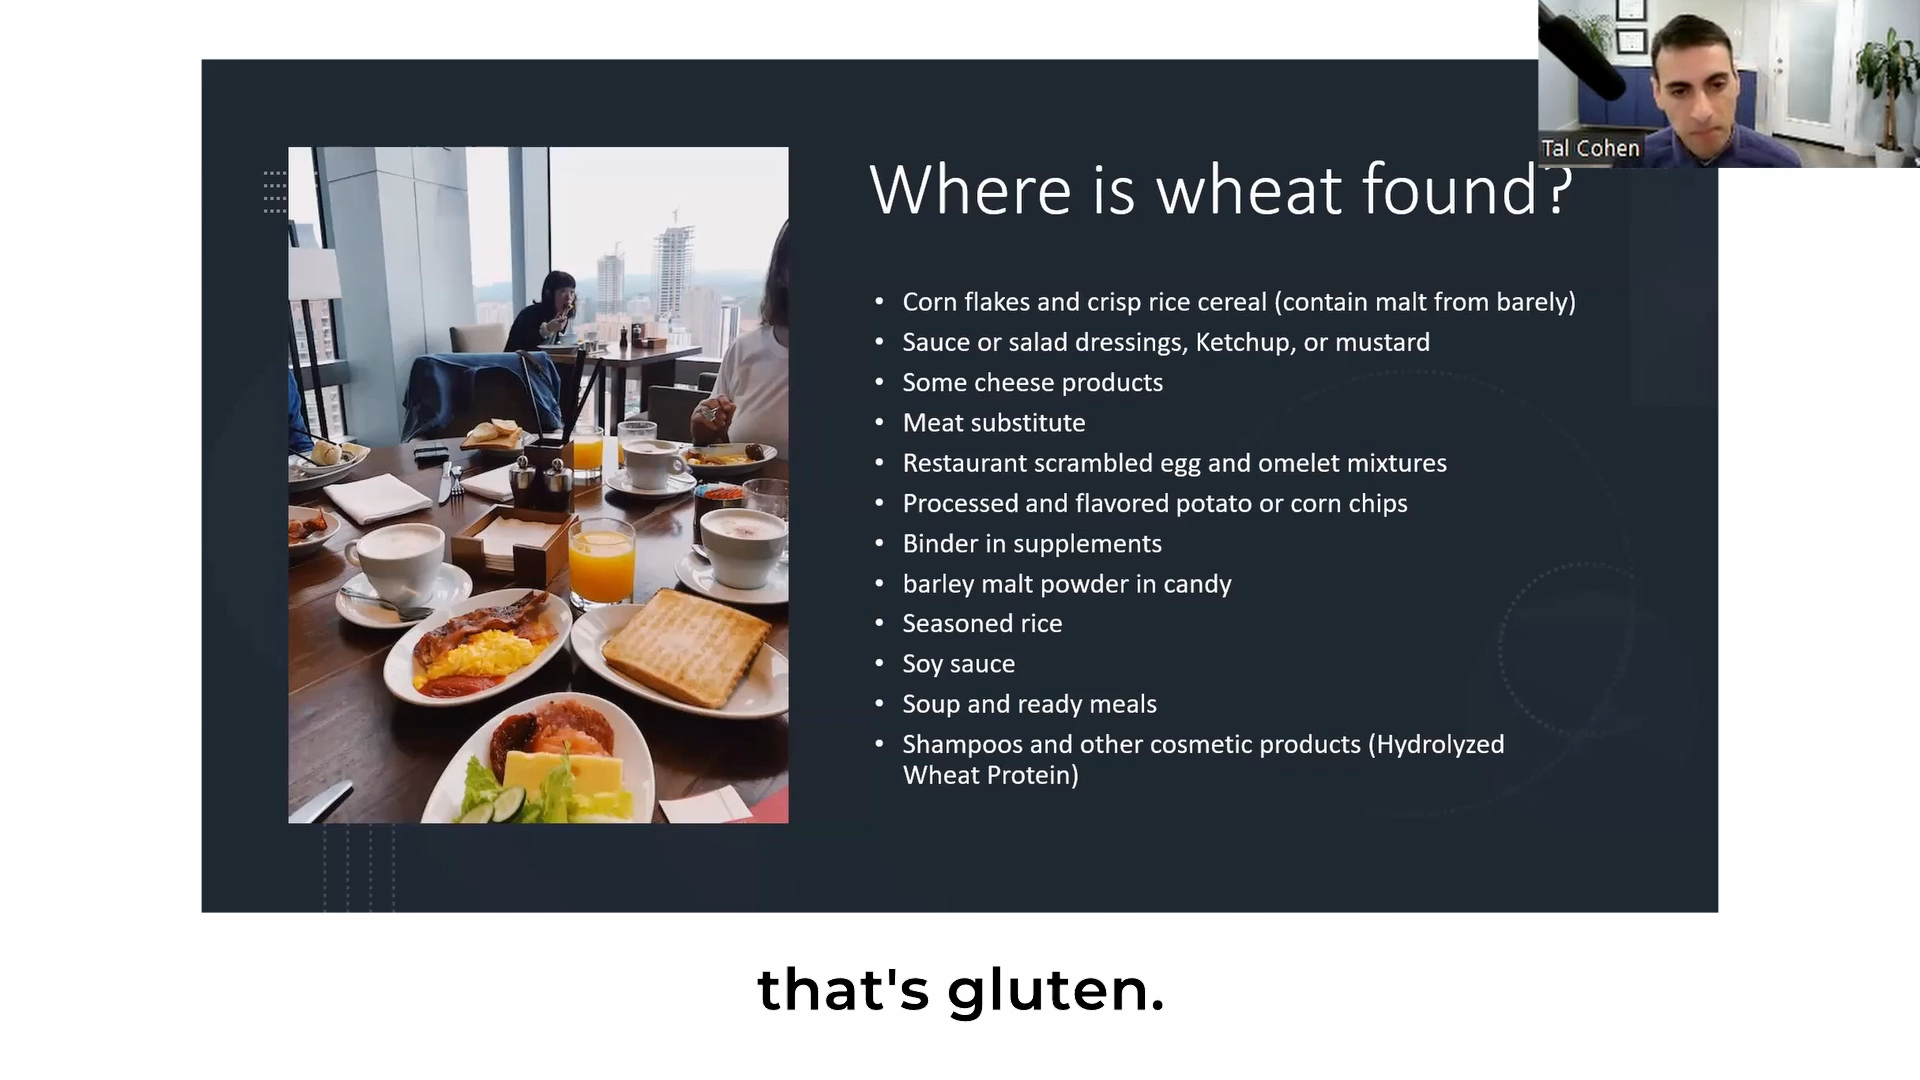 Tal Cohen
Where is wheat found?
• Corn flakes and crisp rice cereal (contain malt from barely)
• Sauce or salad dressings, Ketchup, or mustard
• Some cheese products
• Meat substitute
• Restaurant scrambled egg and omelet mixtures
• Processed and flavored potato or corn chips
• Binder in supplements
• barley malt powder in candy
• Seasoned rice
• Soy sauce
• Soup and ready meals
• Shampoos and other cosmetic products (Hydrolyzed
Wheat Protein)
that's gluten.